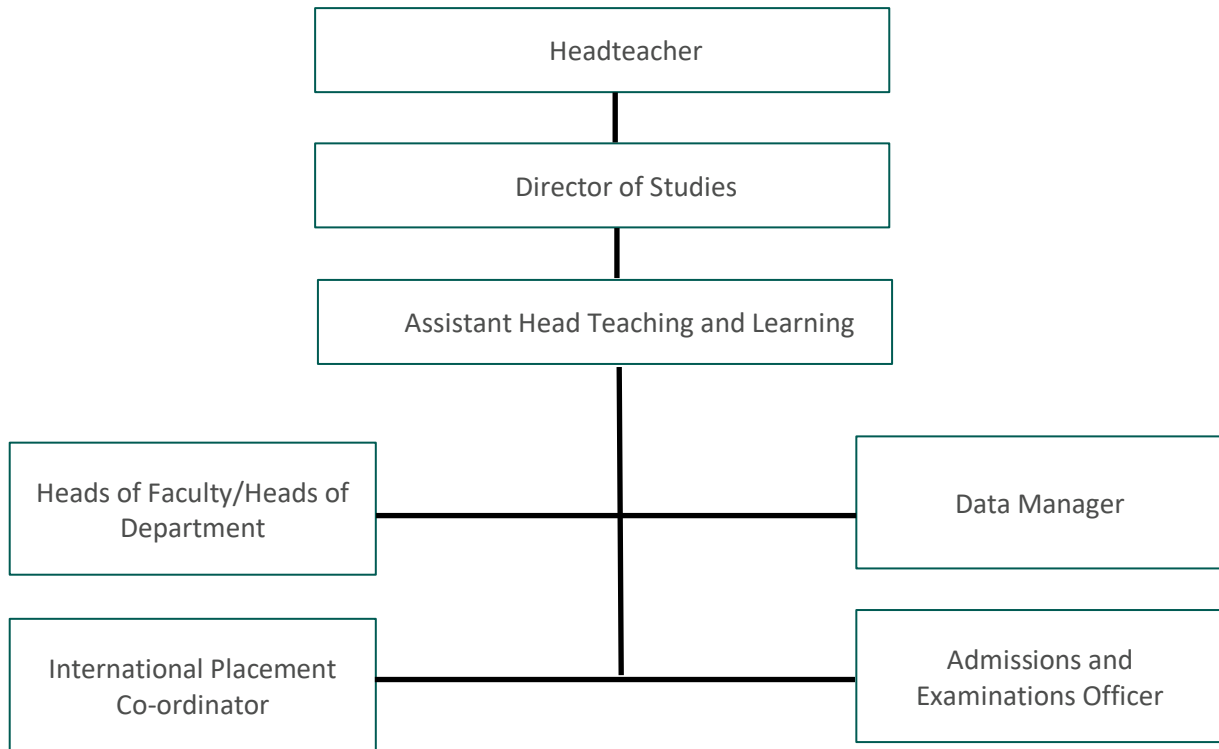 Headteacher
Director of Studies
Assistant Head Teaching and Learning
Heads of Faculty/Heads of
Department
Data Manager
International Placement
Co-ordinator
Admissions and
Examinations Officer